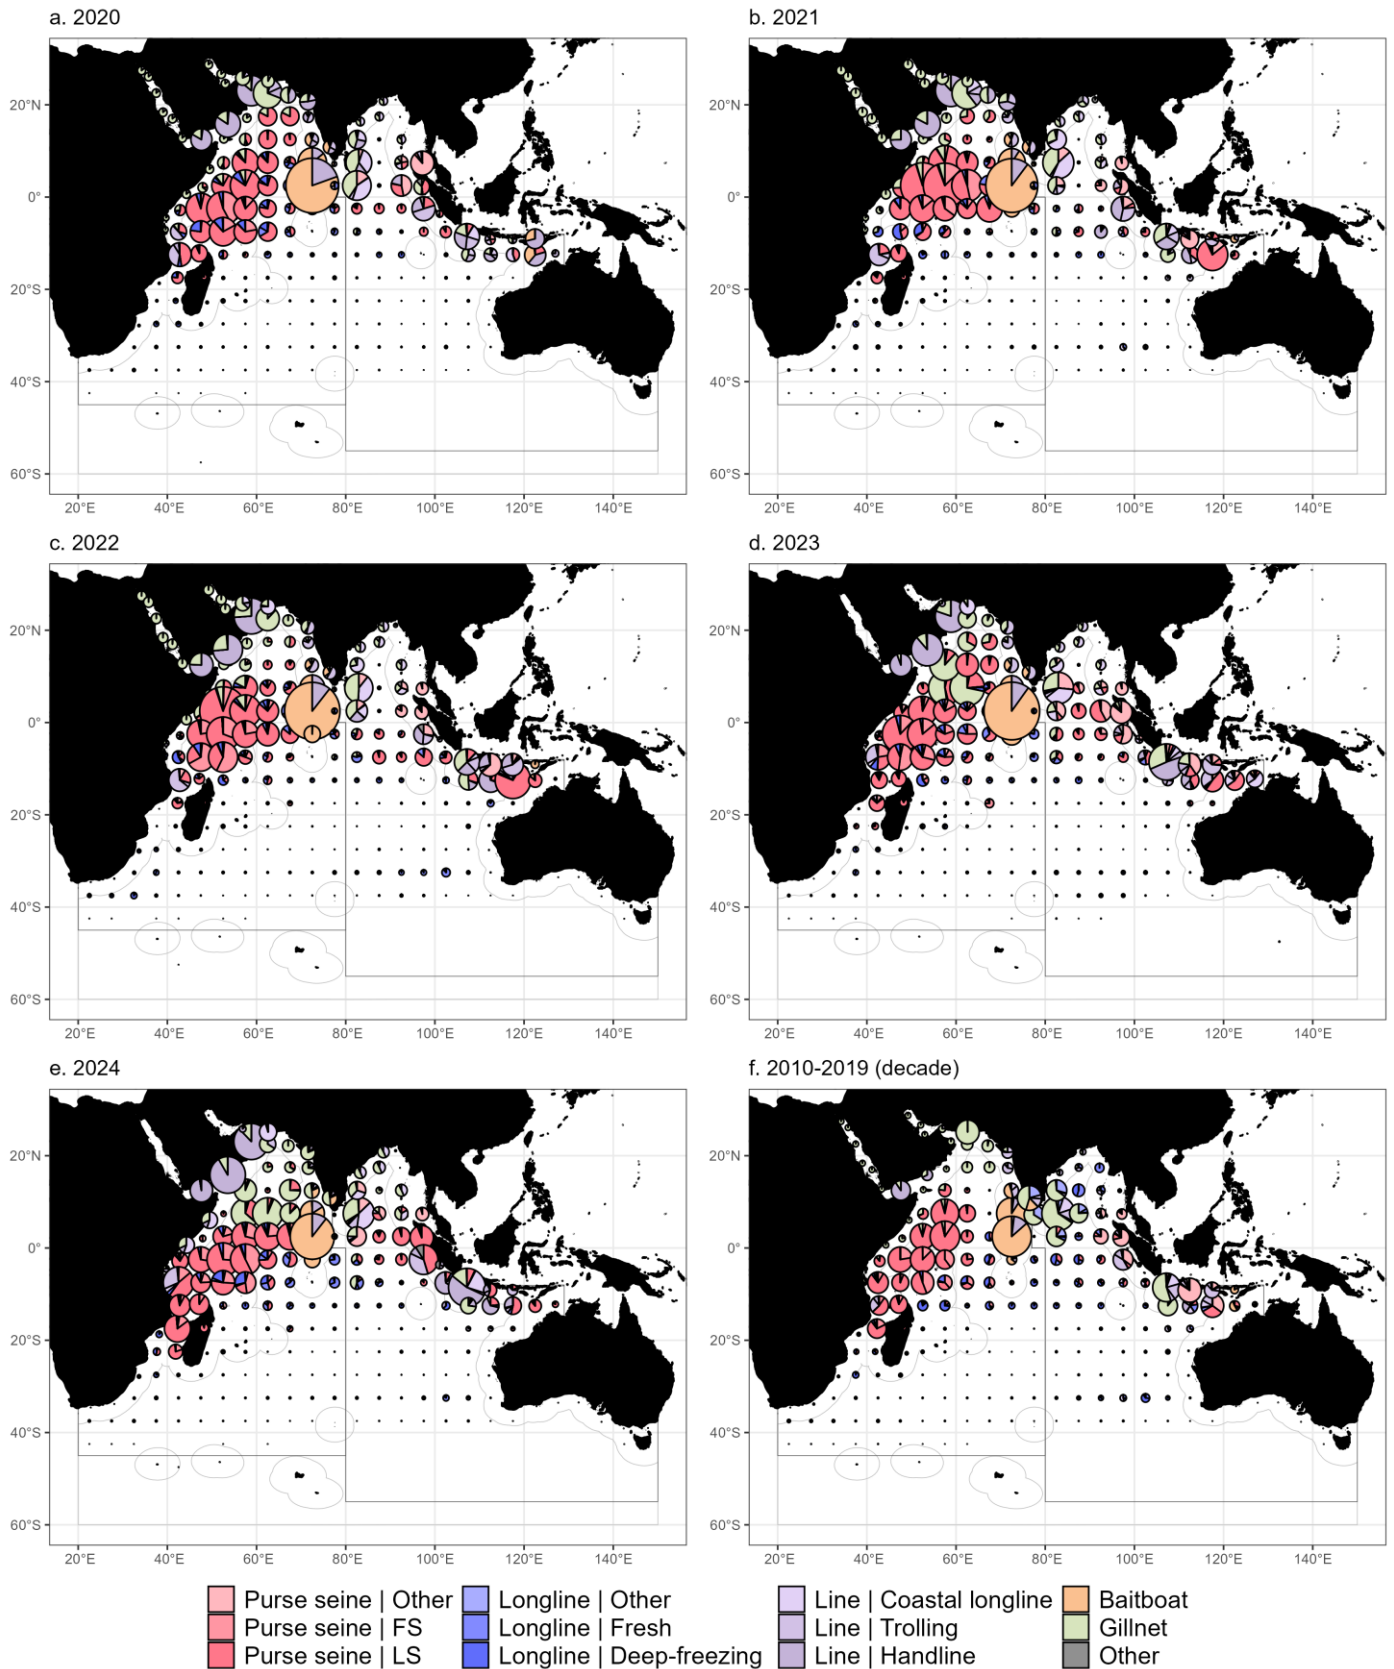 a. 2020
b. 2021
20°N
0°
20°S
40°S
60°S
20°E 40°E 60°E 80°E 100°E 120°E 140°E
20°N
0°
20°S
40°S
60°S
20°E 40°E 60°E 80°E 100°E 120°E 140°E
c. 2022
d. 2023
20°N
0°
20°S
40°S
60°S
20°E 40°E 60°E 80°E 100°E 120°E 140°E
20°N
0°
20°S
40°S
60°S
20°E 40°E 60°E 80°E 100°E 120°E 140°E
e. 2024
f. 2010-2019 (decade)
20°N
0°
20°S
40°S
60°S
20°E 40°E 60°E 80°E 100°E 120°E 140°E
20°N
0°
20°S
40°S
60°S
20°E 40°E 60°E 80°E 100°E 120°E 140°E
Purse seine | Other
Purse seine | FS
Purse seine | LS
Longline | Other
Longline | Fresh
Longline | Deep-freezing
Line | Coastal longline
Line | Trolling
Line | Handline
Baitboat
Gillnet
Other